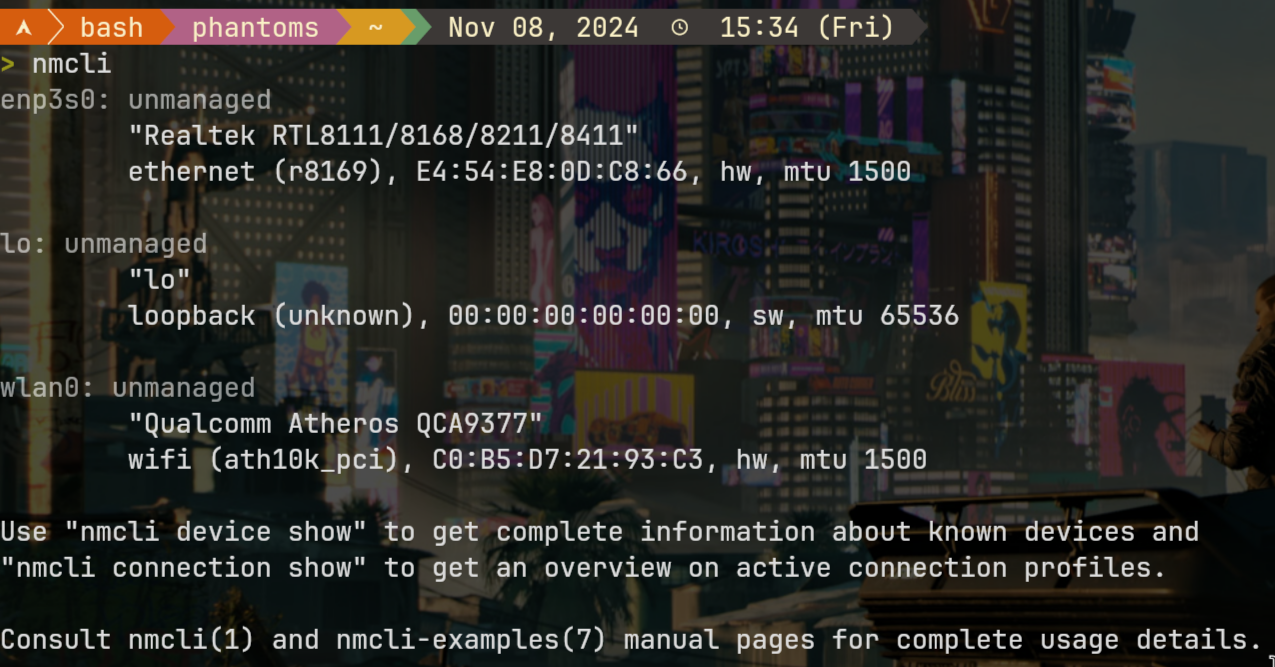 bash phantoms ~ Nov 08, 2024 15:34 (Fri)
> nmcli
enp3s0: unmanaged
"Realtek RTL8111/8168/8211/8411"
ethernet (r8169), E4:54:E8:0D:C8:66, hw, mtu 1500
lo: unmanaged
"lo"
loopback (unknown), 00:00:00:00:00:00, sw, mtu 65536
wlan0: unmanaged
"Qualcomm Atheros QCA9377"
wifi (ath10k_pci), C0:B5:D7:21:93:C3, hw, mtu 1500
Use "nmcli device show" to get complete information about known devices and
"nmcli connection show" to get an overview on active connection profiles.
Consult nmcli(1) and nmcli-examples(7) manual pages for complete usage details.
KIROSHI
Bliss